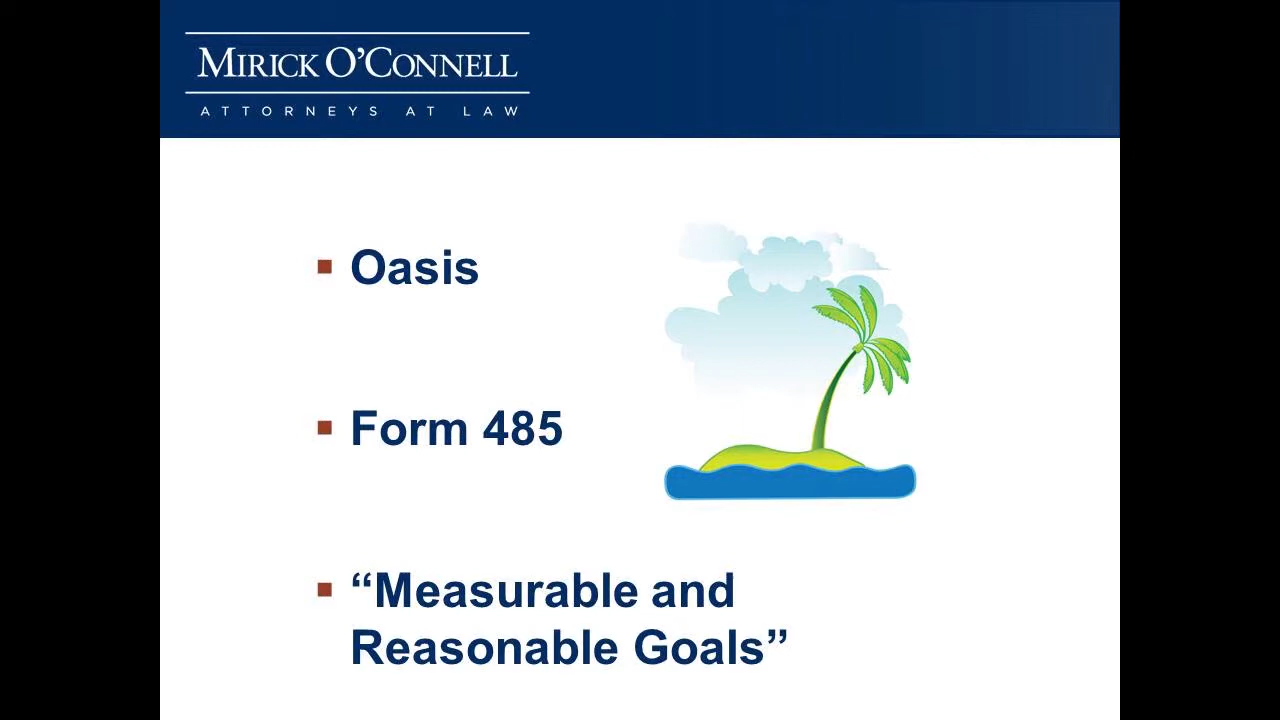 MIRICK O’CONNELL
ATTORNEYS AT LAW
Oasis
Form 485
“Measurable and
Reasonable Goals”